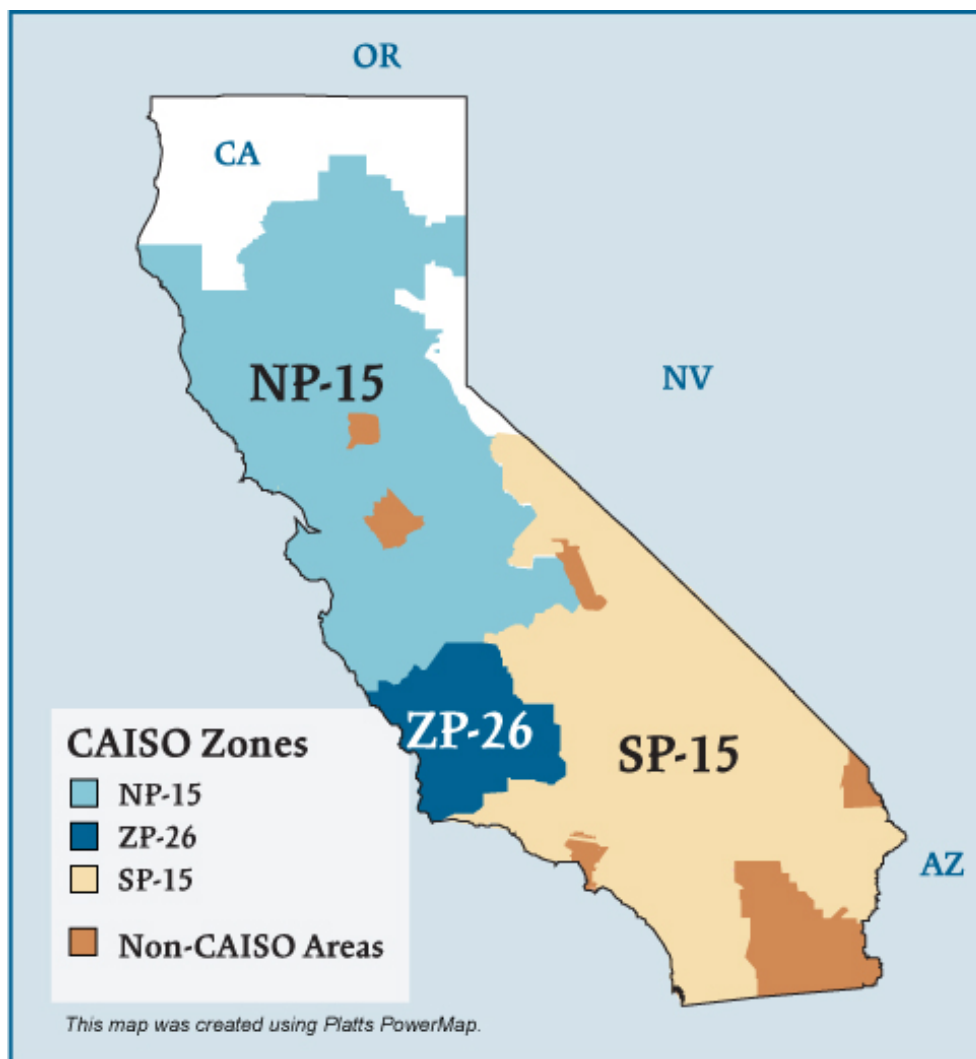 OR
CA
NV
NP-15
ZP-26
SP-15
AZ
CAISO Zones
NP-15
ZP-26
SP-15
Non-CAISO Areas
This map was created using Platts PowerMap.